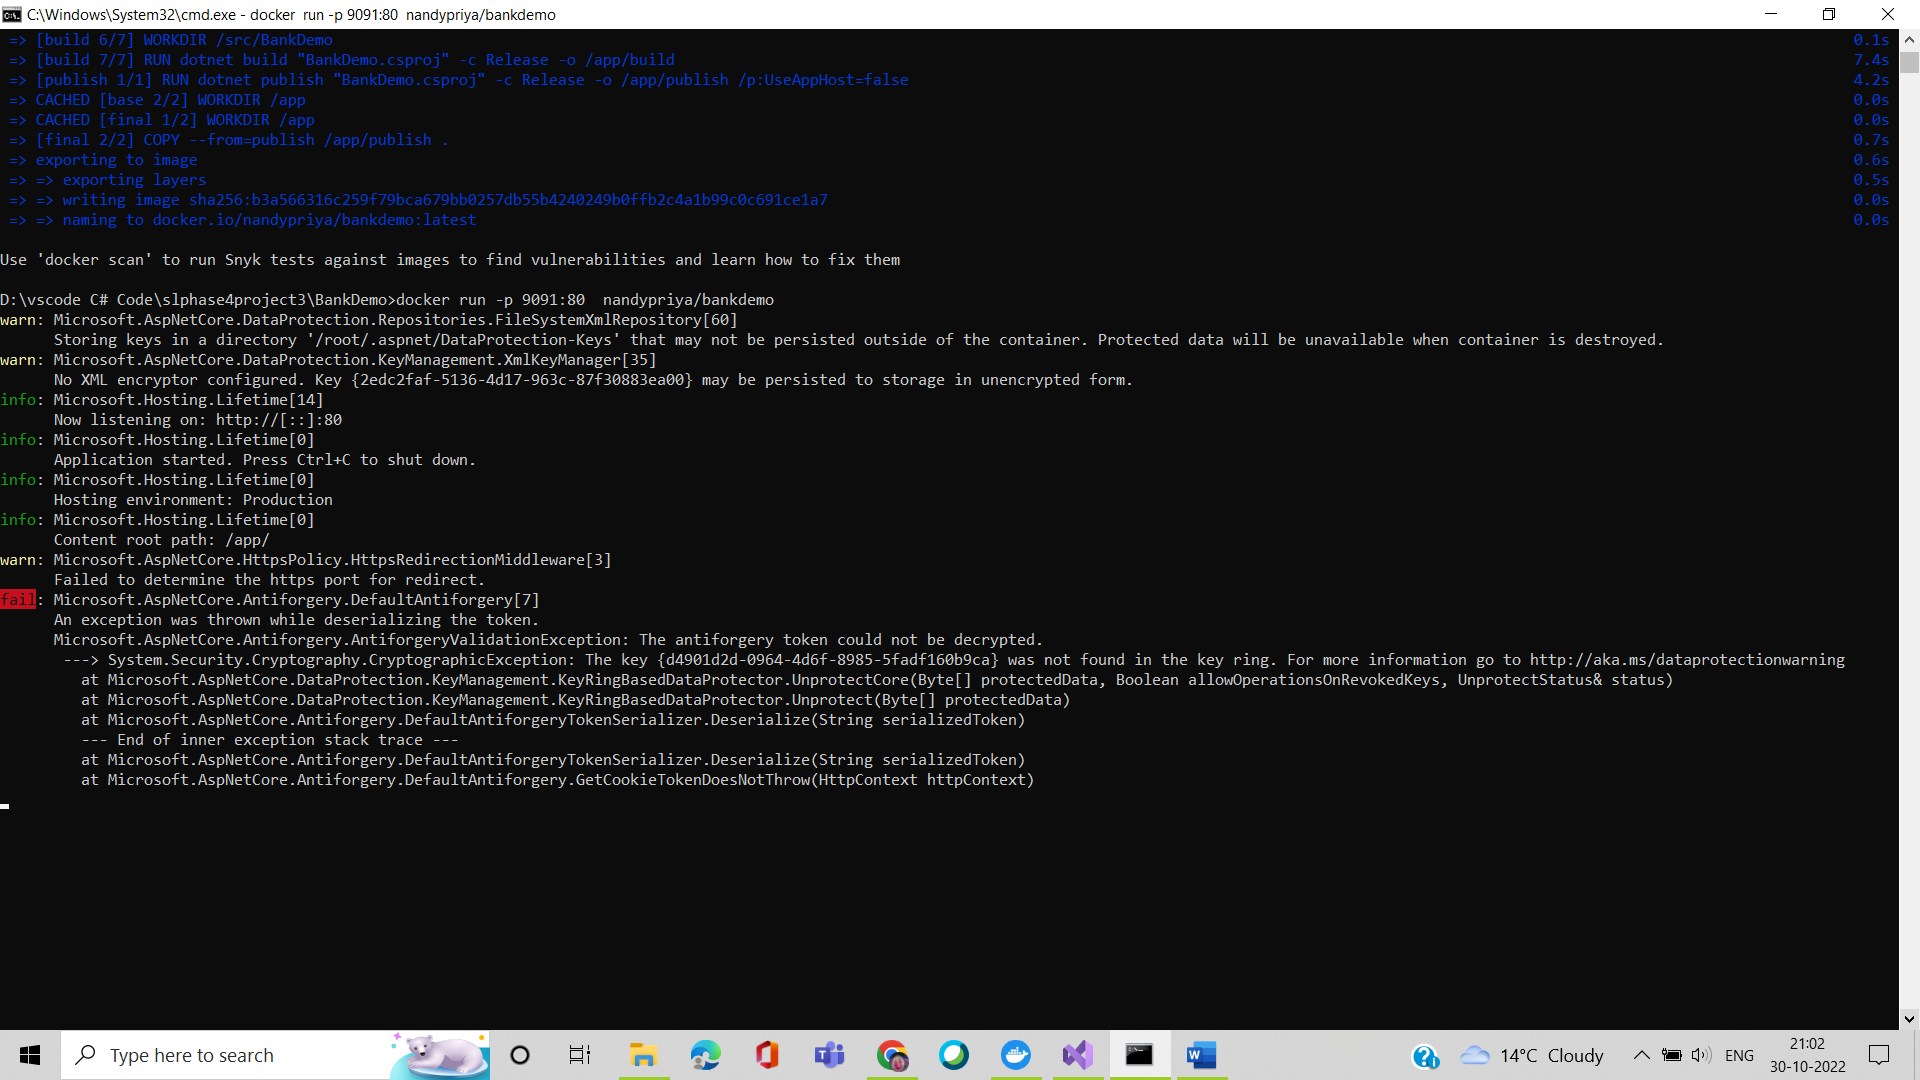 C:\Windows\System32\cmd.exe - docker  run -p 9091:80  nandypriya/bankdemo
=> [build 6/7] WORKDIR /src/BankDemo 0.1s
=> [build 7/7] RUN dotnet build "BankDemo.csproj" -c Release -o /app/build 7.4s
=> [publish 1/1] RUN dotnet publish "BankDemo.csproj" -c Release -o /app/publish /p:UseAppHost=false 4.2s
=> CACHED [base 2/2] WORKDIR /app 0.0s
=> CACHED [final 1/2] WORKDIR /app 0.0s
=> [final 2/2] COPY --from=publish /app/publish . 0.7s
=> exporting to image 0.6s
=> => exporting layers 0.5s
=> => writing image sha256:b3a566316c259f79bca679bb0257db55b4240249b0ffb2c4a1b99c0c691ce1a7 0.0s
=> => naming to docker.io/nandypriya/bankdemo:latest 0.0s
Use 'docker scan' to run Snyk tests against images to find vulnerabilities and learn how to fix them
D:\vscode C# Code\slphase4project3\BankDemo>docker run -p 9091:80  nandypriya/bankdemo
warn: Microsoft.AspNetCore.DataProtection.Repositories.FileSystemXmlRepository[60]
Storing keys in a directory '/root/.aspnet/DataProtection-Keys' that may not be persisted outside of the container. Protected data will be unavailable when container is destroyed.
warn: Microsoft.AspNetCore.DataProtection.KeyManagement.XmlKeyManager[35]
No XML encryptor configured. Key {2edc2faf-5136-4d17-963c-87f30883ea00} may be persisted to storage in unencrypted form.
info: Microsoft.Hosting.Lifetime[14]
Now listening on: http://[::]:80
info: Microsoft.Hosting.Lifetime[0]
Application started. Press Ctrl+C to shut down.
info: Microsoft.Hosting.Lifetime[0]
Hosting environment: Production
info: Microsoft.Hosting.Lifetime[0]
Content root path: /app/
warn: Microsoft.AspNetCore.HttpsPolicy.HttpsRedirectionMiddleware[3]
Failed to determine the https port for redirect.
fail: Microsoft.AspNetCore.Antiforgery.DefaultAntiforgery[7]
An exception was thrown while deserializing the token.
Microsoft.AspNetCore.Antiforgery.AntiforgeryValidationException: The antiforgery token could not be decrypted.
---> System.Security.Cryptography.CryptographicException: The key {d4901d2d-0964-4d6f-8985-5fadf160b9ca} was not found in the key ring. For more information go to http://aka.ms/dataprotectionwarning
at Microsoft.AspNetCore.DataProtection.KeyManagement.KeyRingBasedDataProtector.UnprotectCore(Byte[] protectedData, Boolean allowOperationsOnRevokedKeys, UnprotectStatus& status)
at Microsoft.AspNetCore.DataProtection.KeyManagement.KeyRingBasedDataProtector.Unprotect(Byte[] protectedData)
at Microsoft.AspNetCore.Antiforgery.DefaultAntiforgeryTokenSerializer.Deserialize(String serializedToken)
--- End of inner exception stack trace ---
at Microsoft.AspNetCore.Antiforgery.DefaultAntiforgeryTokenSerializer.Deserialize(String serializedToken)
at Microsoft.AspNetCore.Antiforgery.DefaultAntiforgery.GetCookieTokenDoesNotThrow(HttpContext httpContext)
Type here to search
14°C Cloudy
ENG
21:02
30-10-2022